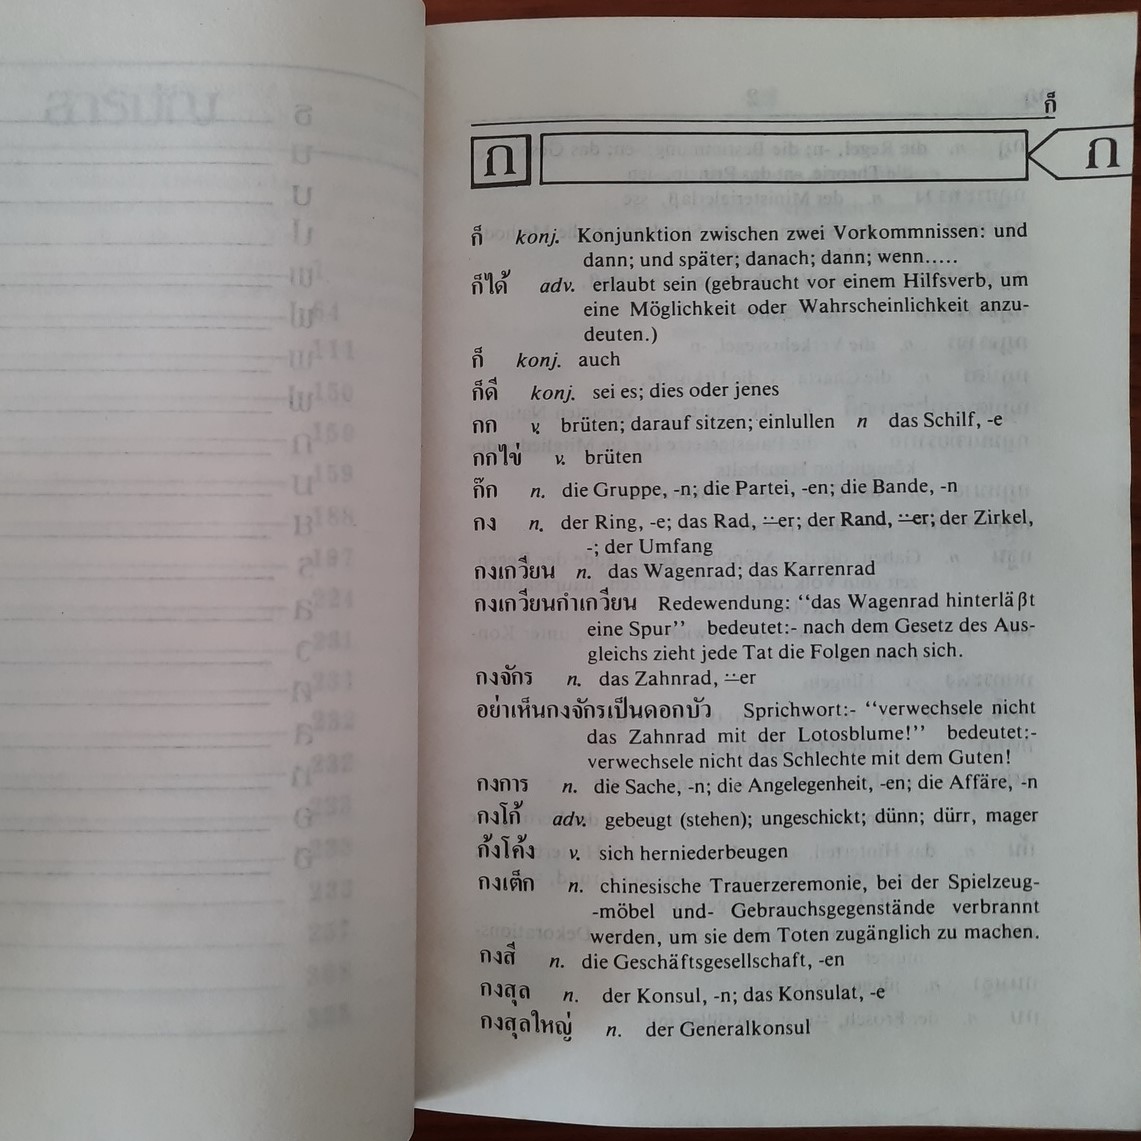 ก็
ก ก
ก็ konj. Konjunktion zwischen zwei Vorkommnissen: und
dann; und später; danach; dann; wenn.....
ก็ได้ adv. erlaubt sein (gebraucht vor einem Hilfsverb, um
eine Möglichkeit oder Wahrscheinlichkeit anzu-
deuten.)
ก็ konj. auch
ก็ดี konj. sei es; dies oder jenes
กก v. brüten; darauf sitzen; einlullen n das Schilf, -e
กกไข่ v. brüten
ก๊ก n. die Gruppe, -n; die Partei, -en; die Bande, -n
กง n. der Ring, -e; das Rad, ¨-er; der Rand, ¨-er; der Zirkel,
-; der Umfang
กงเกวียน n. das Wagenrad; das Karrenrad
กงเกวียนกำเกวียน Redewendung: “das Wagenrad hinterläßt
eine Spur” bedeutet:- nach dem Gesetz des Aus-
gleichs zieht jede Tat die Folgen nach sich.
กงจักร n. das Zahnrad, ¨-er
อย่าเห็นกงจักรเป็นดอกบัว Sprichwort:- “verwechsele nicht
das Zahnrad mit der Lotosblume!” bedeutet:-
verwechsele nicht das Schlechte mit dem Guten!
กงการ n. die Sache, -n; die Angelegenheit, -en; die Affäre, -n
กงโก้ adv. gebeugt (stehen); ungeschickt; dünn; dürr, mager
ก้งโค้ง v. sich herniederbeugen
กงเต็ก n. chinesische Trauerzeremonie, bei der Spielzeug-
-möbel und- Gebrauchsgegenstände verbrannt
werden, um sie dem Toten zugänglich zu machen.
กงสี n. die Geschäftsgesellschaft, -en
กงสุล n. der Konsul, -n; das Konsulat, -e
กงสุลใหญ่ n. der Generalkonsul